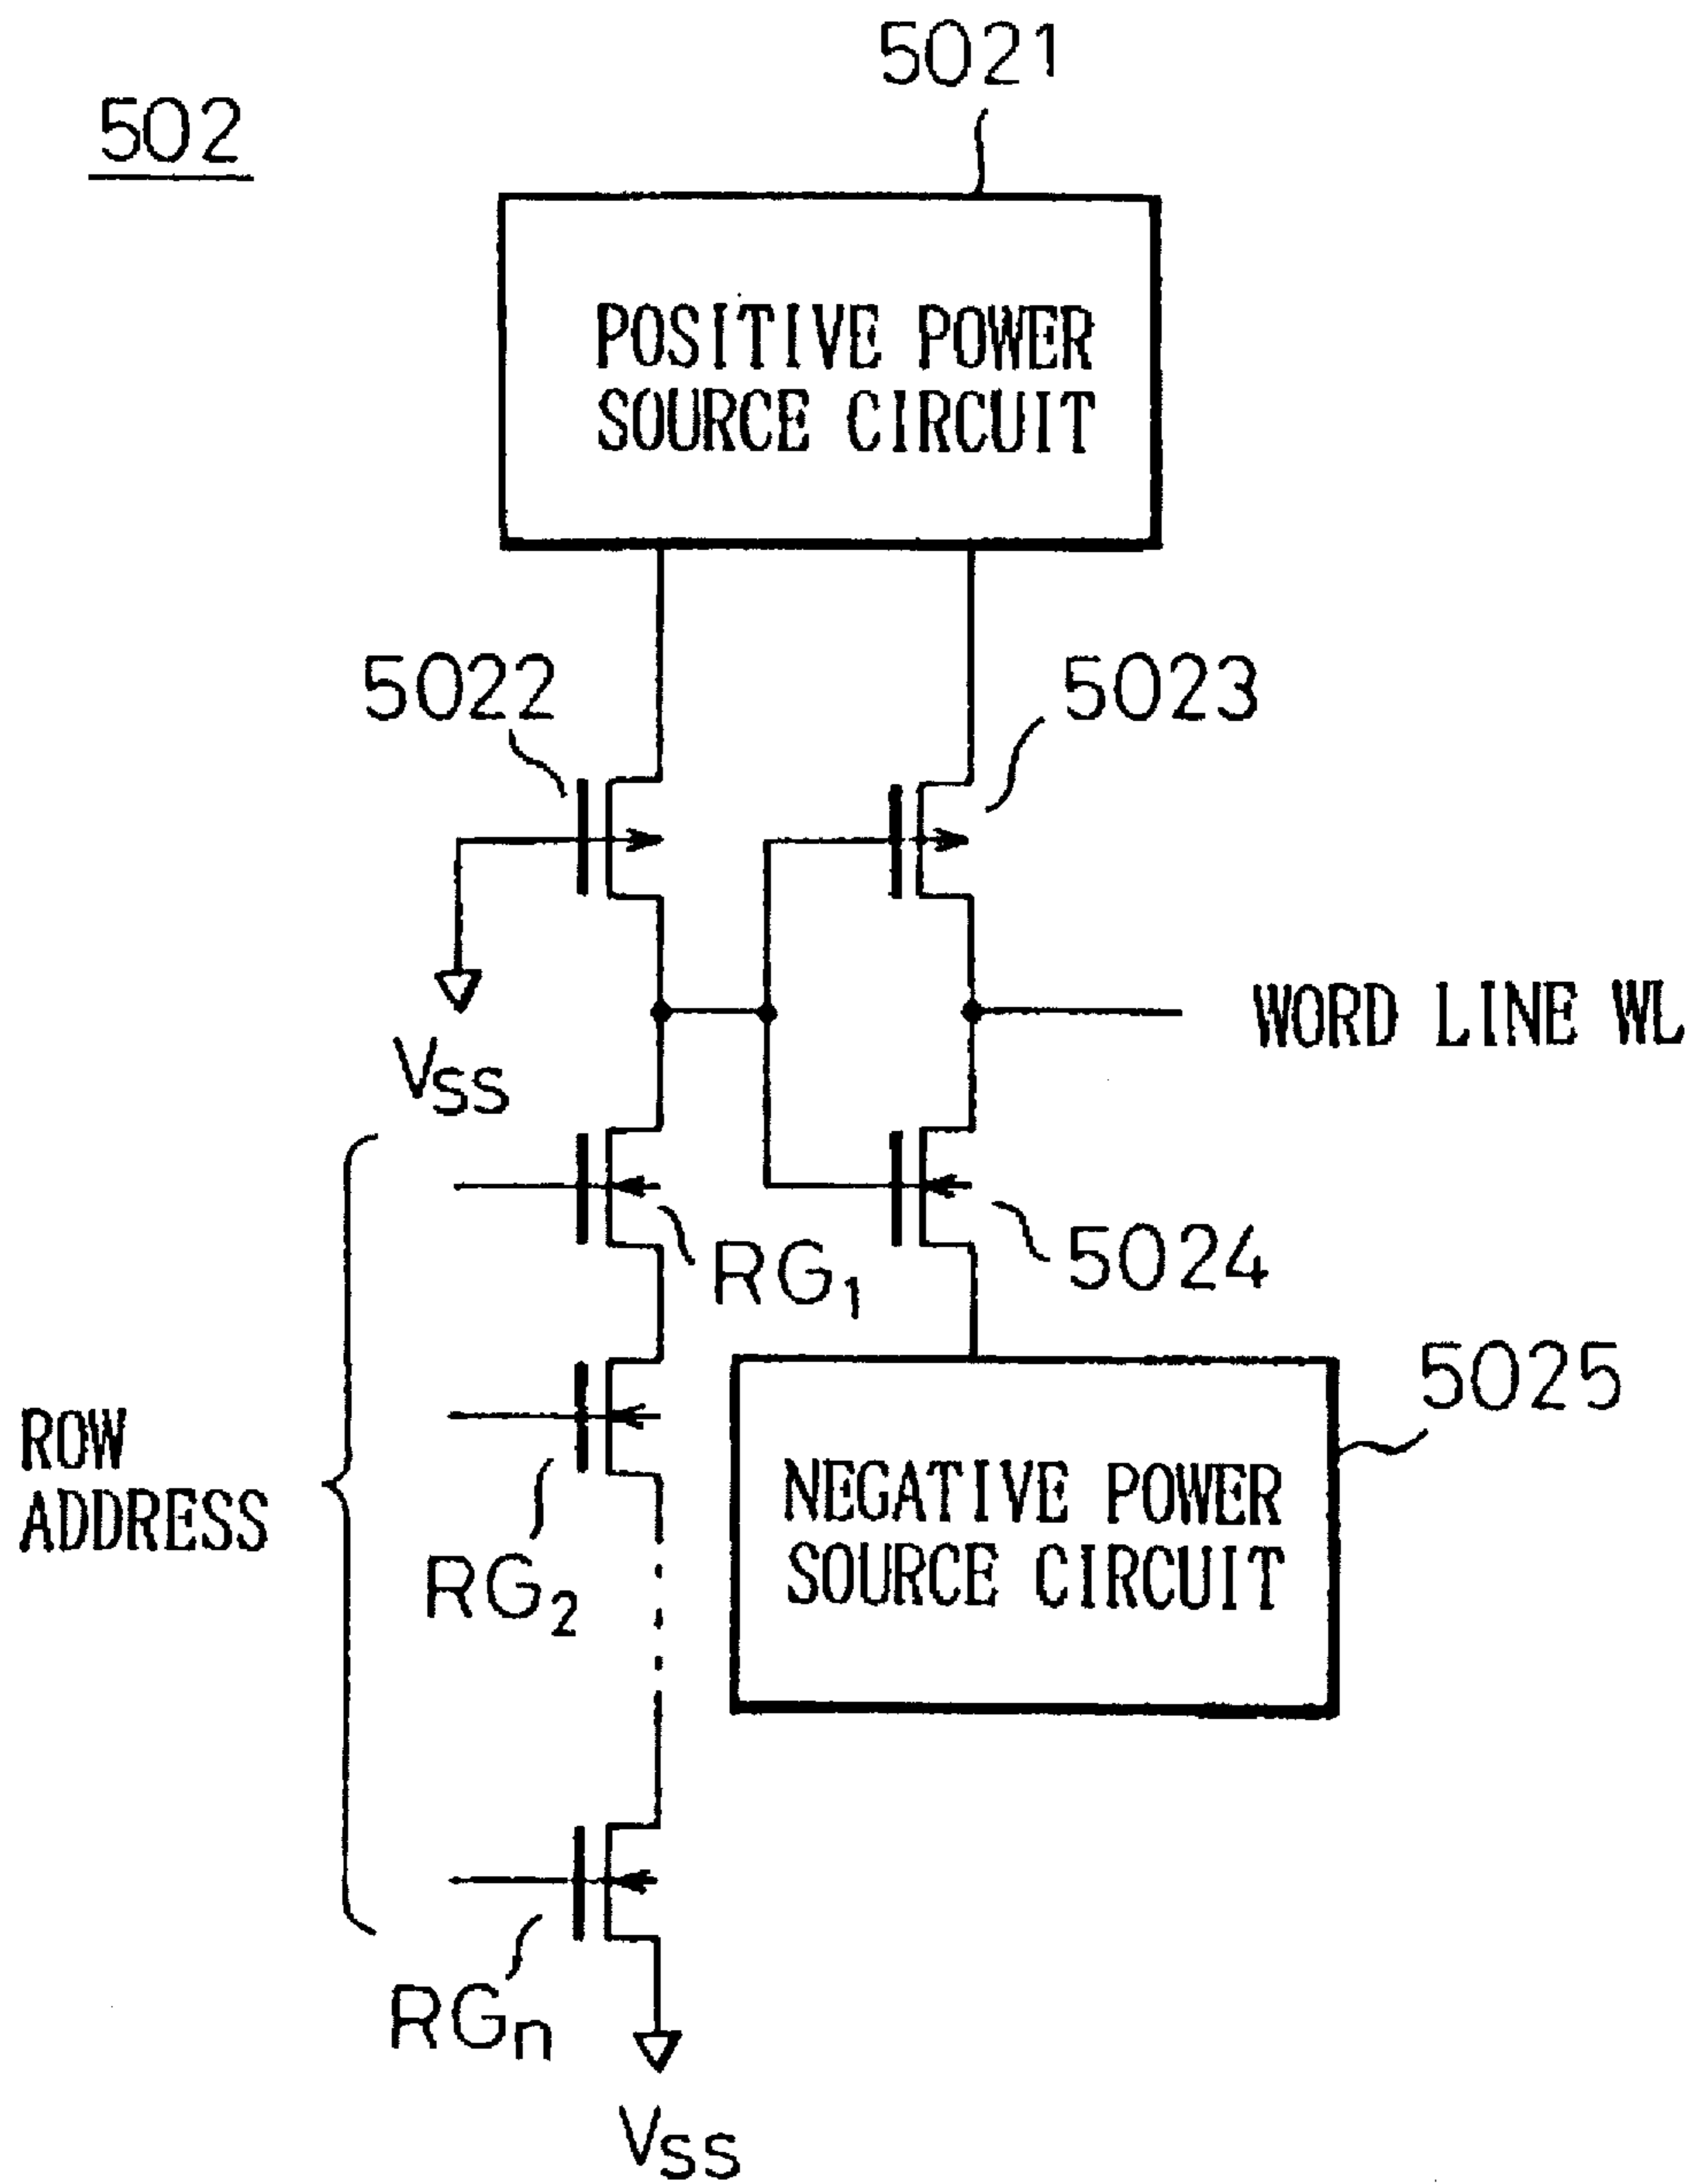 5021
502
POSITIVE POWER
SOURCE CIRCUIT
5022
5023
WORD LINE WL
VSS
RG1
5024
5025
ROW
ADDRESS
NEGATIVE POWER
SOURCE CIRCUIT
RG2
RGn
VSS